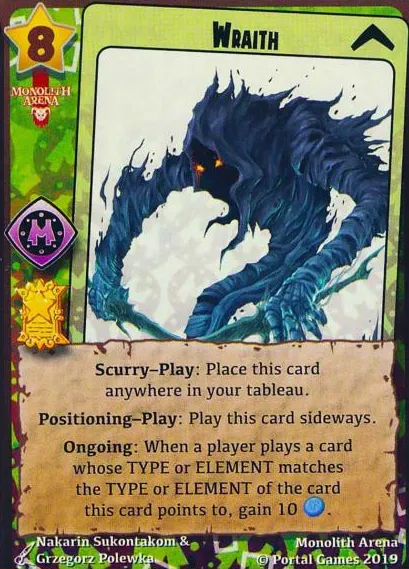 8
WRAITH
MONOLITH
ARENA
M
Scurry–Play: Place this card
anywhere in your tableau.
Positioning–Play: Play this card sideways.
Ongoing: When a player plays a card
whose TYPE or ELEMENT matches
the TYPE or ELEMENT of the card
this card points to, gain 10
Nakarin Sukontakom &
Grzegorz Polewka
Monolith Arena
© Portal Games 2019